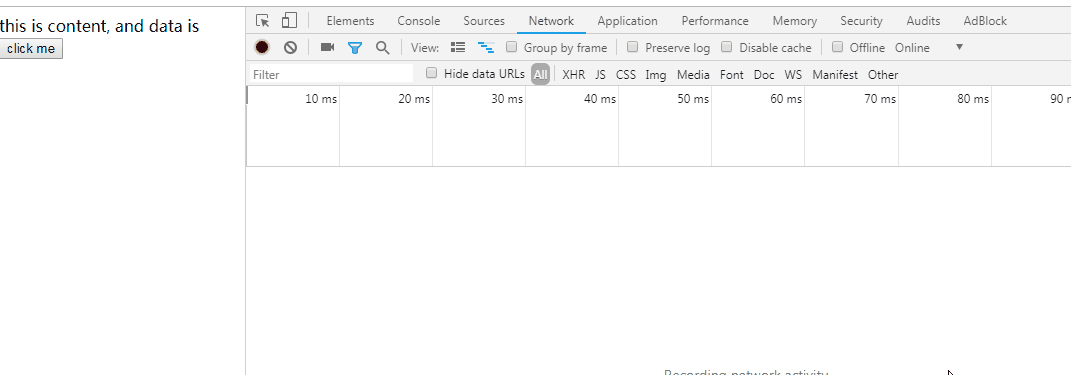 this is content, and data is
click me
Elements Console Sources Network Application Performance Memory Security Audits AdBlock
View: Group by frame Preserve log Disable cache Offline Online
Filter Hide data URLs All XHR JS CSS Img Media Font Doc WS Manifest Other
10 ms 20 ms 30 ms 40 ms 50 ms 60 ms 70 ms 80 ms 90
Recording network activity